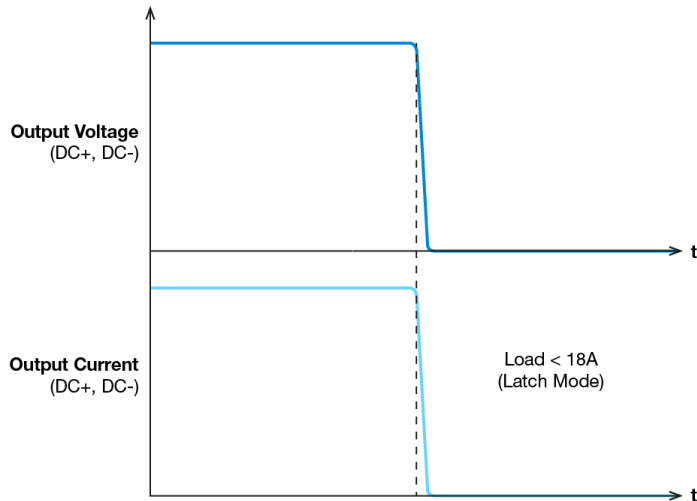 Output Voltage
(DC+, DC-)
t
Output Current
(DC+, DC-)
Load < 18A
(Latch Mode)
t